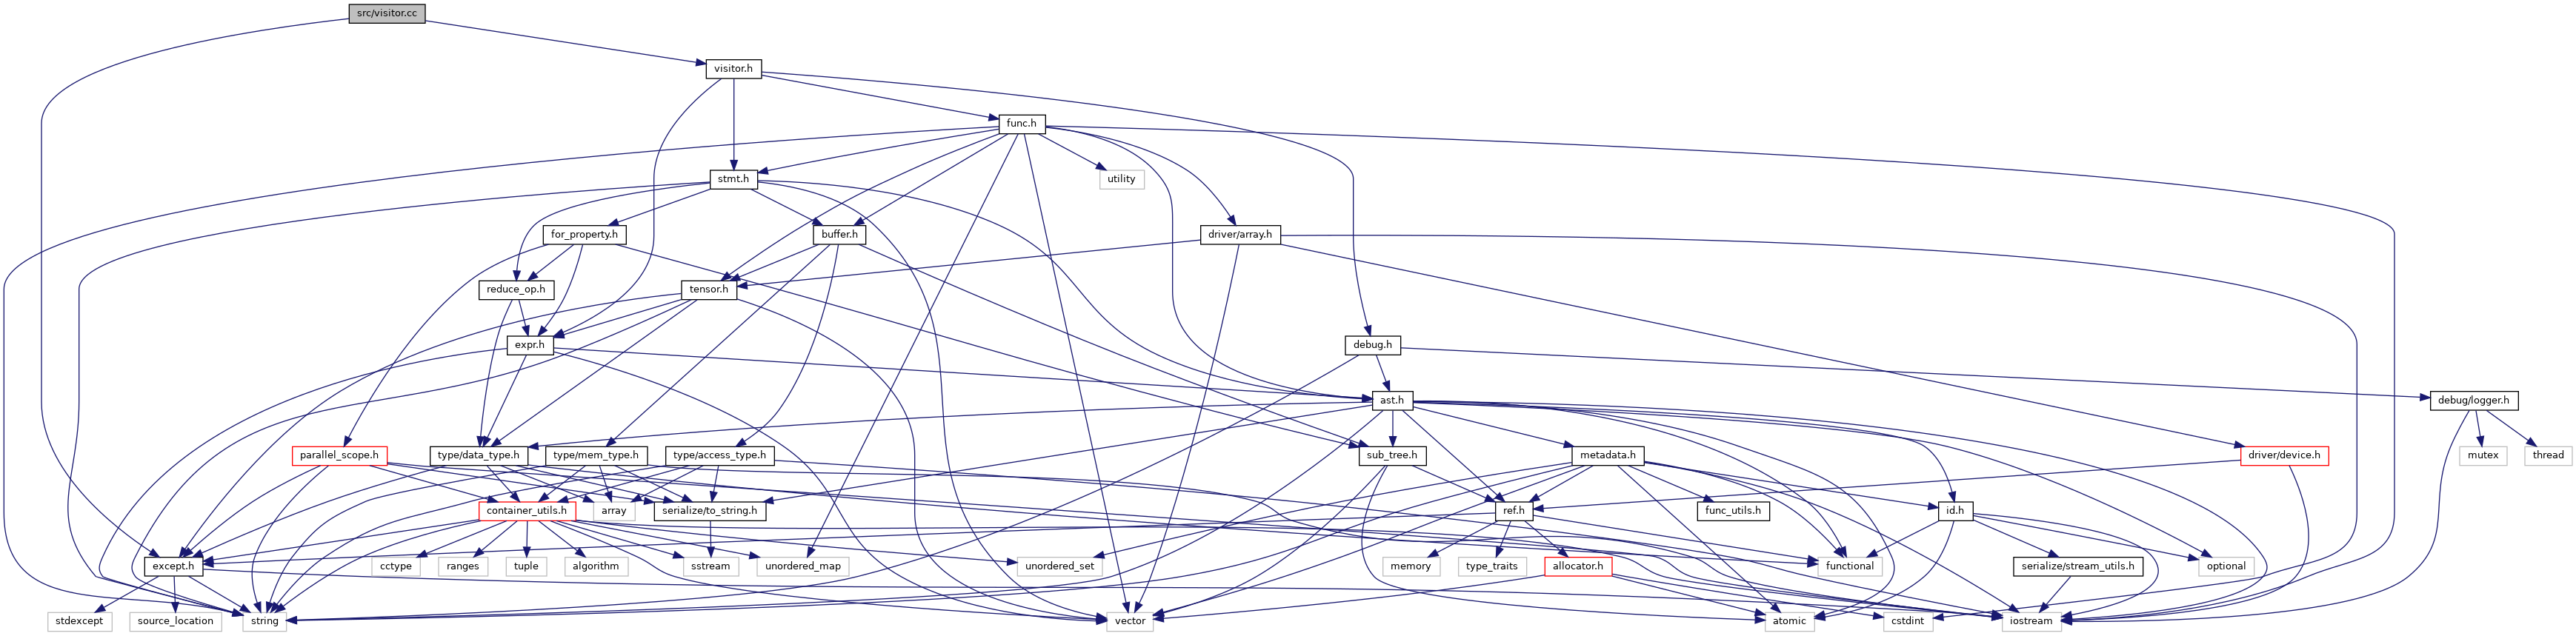 src/visitor.cc
visitor.h
func.h
stmt.h
utility
for_property.h
buffer.h
driver/array.h
reduce_op.h
tensor.h
expr.h
debug.h
ast.h
debug/logger.h
parallel_scope.h
type/data_type.h
type/mem_type.h
type/access_type.h
sub_tree.h
metadata.h
driver/device.h
mutex
thread
container_utils.h
array
serialize/to_string.h
ref.h
func_utils.h
id.h
except.h
cctype
ranges
tuple
algorithm
sstream
unordered_map
unordered_set
memory
type_traits
allocator.h
functional
serialize/stream_utils.h
optional
stdexcept
source_location
string
vector
atomic
cstdint
iostream